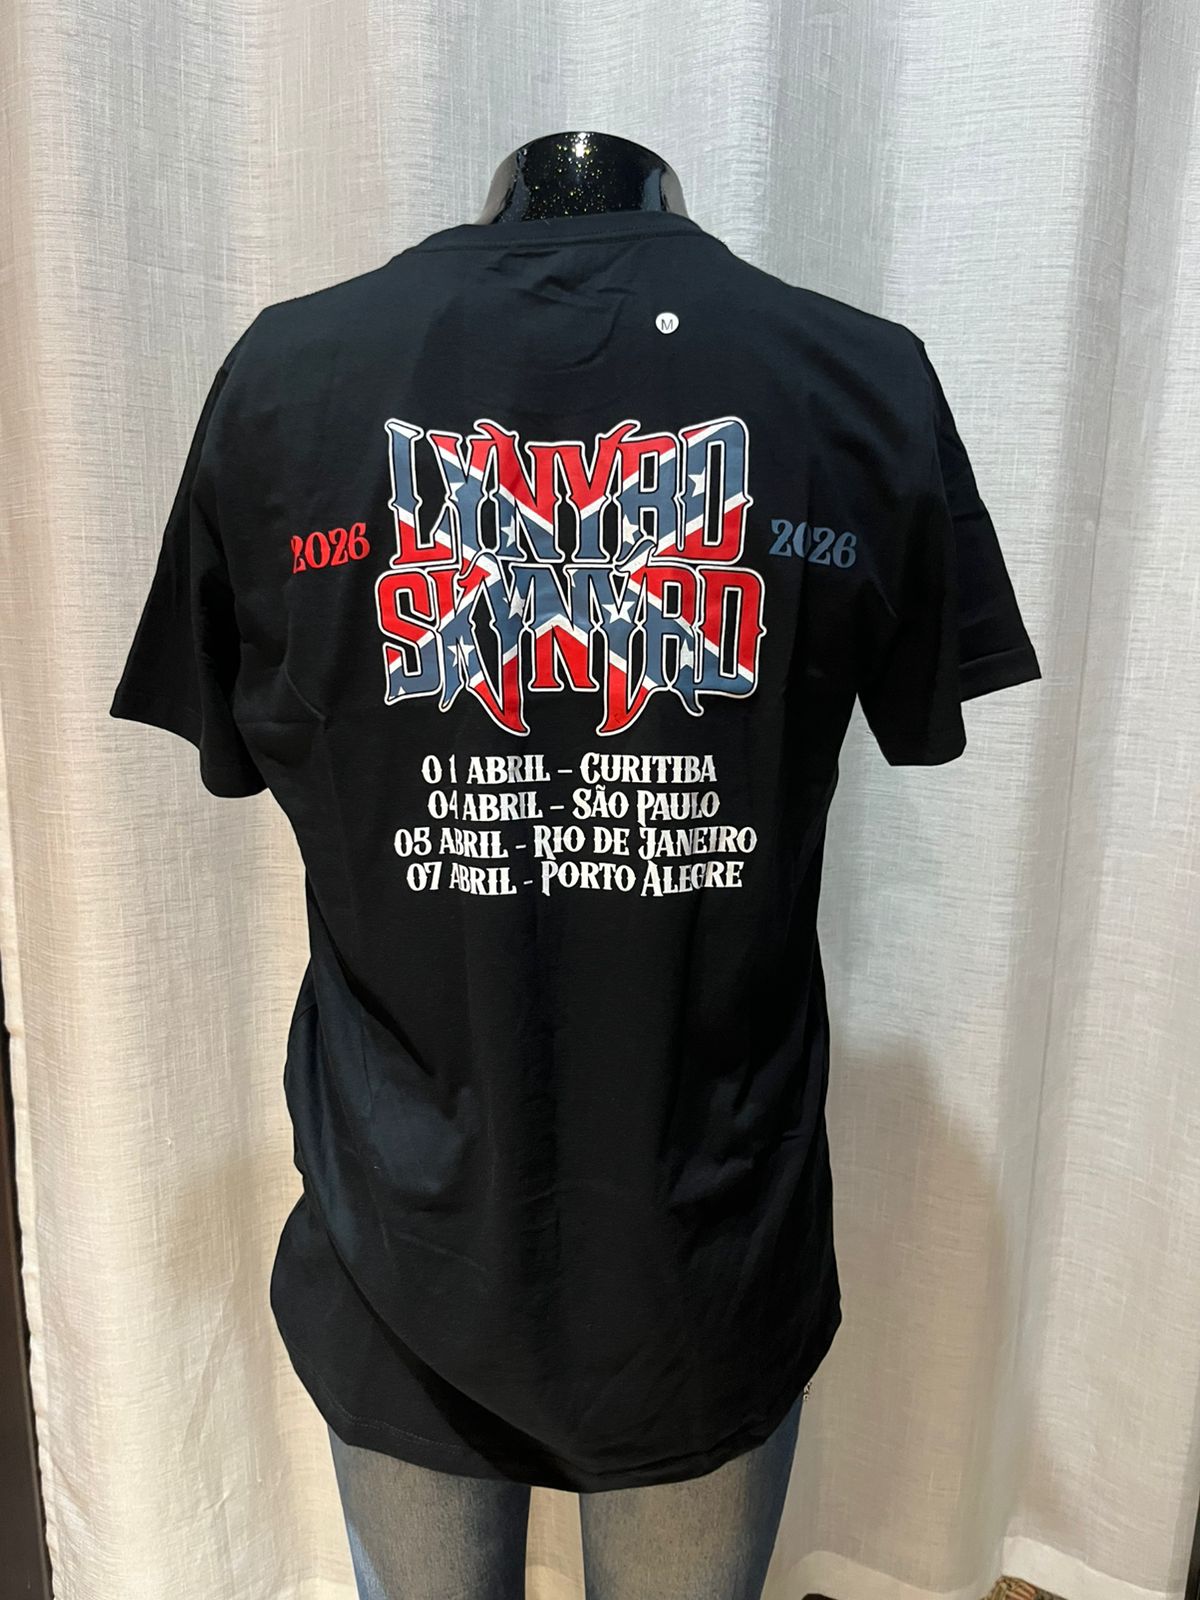 M
LYNYRD
2026 2026
SKYNYRD
01 ABRIL – CURITIBA
04 ABRIL – SÃO PAULO
05 ABRIL - RIO DE JANEIRO
07 ABRIL - PORTO ALEGRE